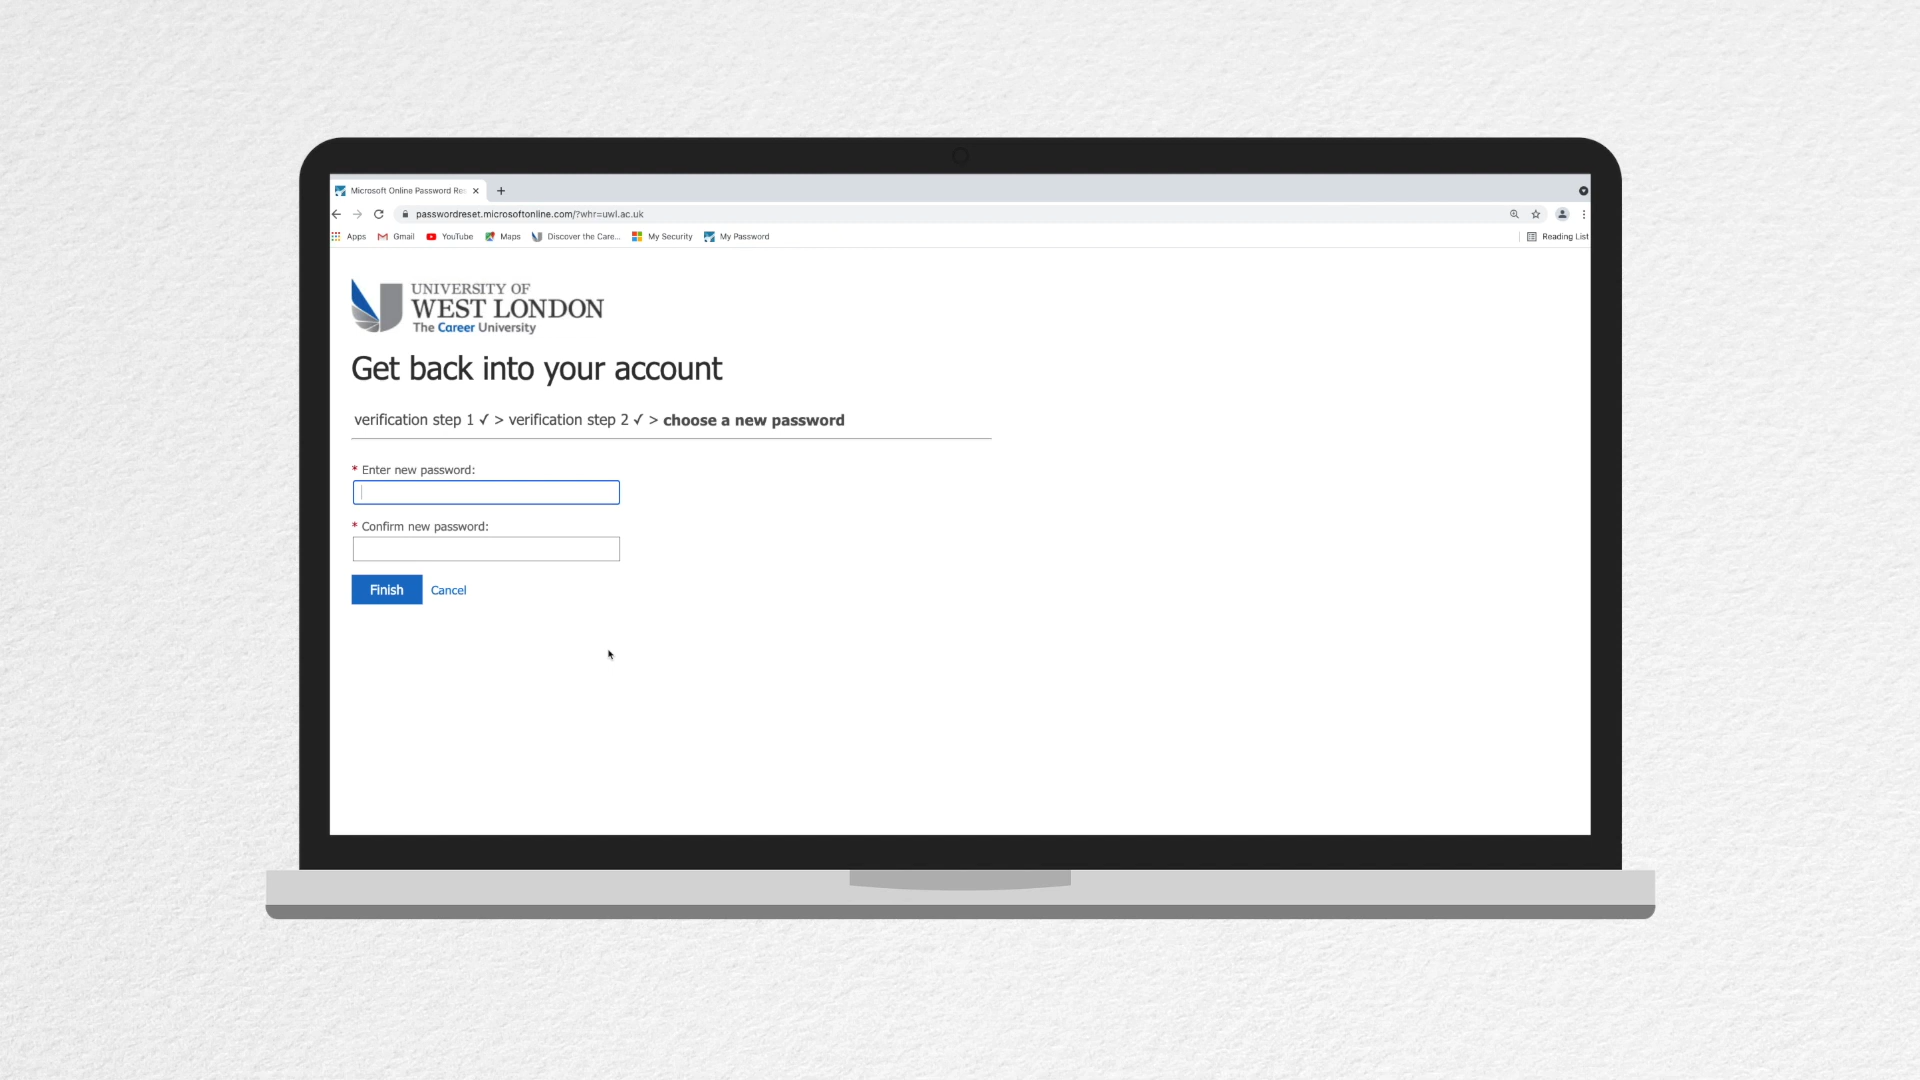 Microsoft Online Password Re
passwordreset.microsoftonline.com/?whr=uwl.ac.uk
Apps Gmail YouTube Maps Discover the Care... My Security My Password Reading List
UNIVERSITY OF
WEST LONDON
The Career University
Get back into your account
verification step 1 ✓ > verification step 2 ✓ > choose a new password
* Enter new password:
* Confirm new password:
Finish Cancel